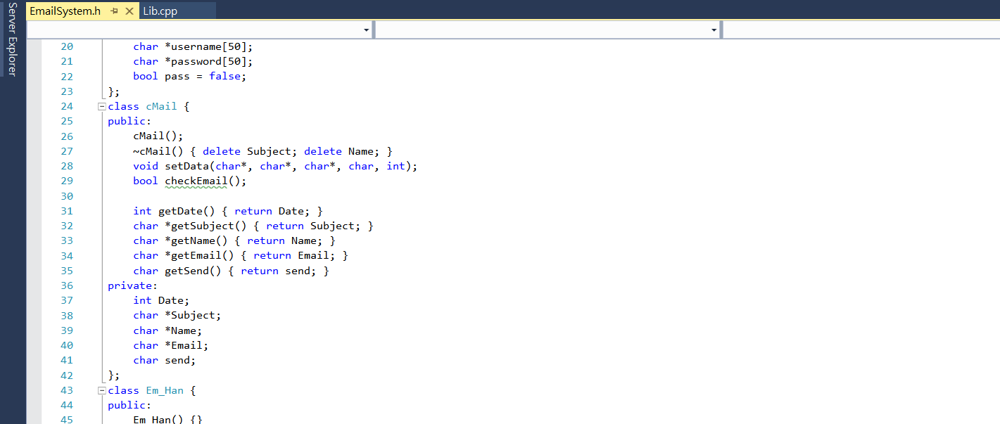 Server Explorer
EmailSystem.h
Lib.cpp
20 char *username[50];
21 char *password[50];
22 bool pass = false;
23 };
24 class cMail {
25 public:
26 cMail();
27 ~cMail() { delete Subject; delete Name; }
28 void setData(char*, char*, char*, char, int);
29 bool checkEmail();
30
31 int getDate() { return Date; }
32 char *getSubject() { return Subject; }
33 char *getName() { return Name; }
34 char *getEmail() { return Email; }
35 char getSend() { return send; }
36 private:
37 int Date;
38 char *Subject;
39 char *Name;
40 char *Email;
41 char send;
42 };
43 class Em_Han {
44 public:
45 Em_Han() {}